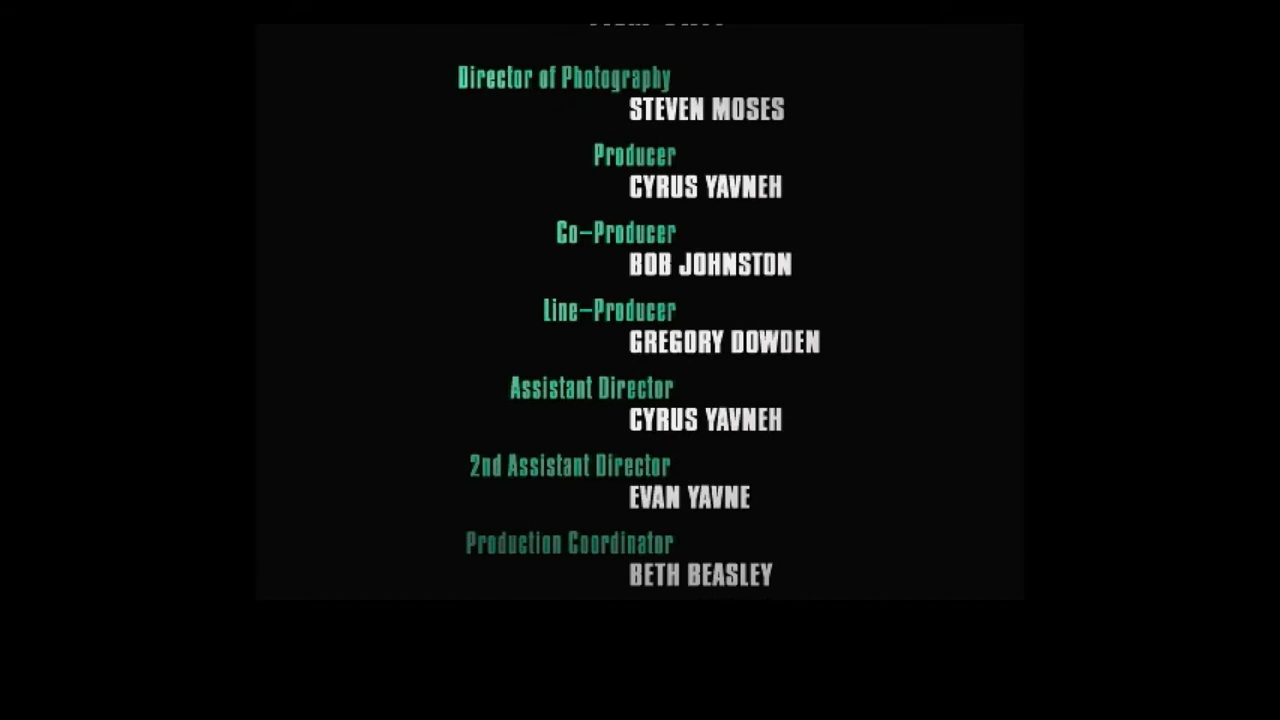 Director of Photography
STEVEN MOSES
Producer
CYRUS YAVNEH
Co-Producer
BOB JOHNSTON
Line-Producer
GREGORY DOWDEN
Assistant Director
CYRUS YAVNEH
2nd Assistant Director
EVAN YAVNE
Production Coordinator
BETH BEASLEY